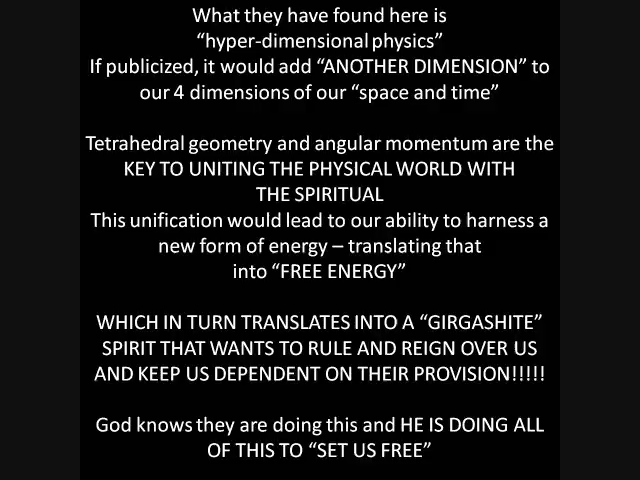 What they have found here is
“hyper-dimensional physics”
If publicized, it would add “ANOTHER DIMENSION” to
our 4 dimensions of our “space and time”
Tetrahedral geometry and angular momentum are the
KEY TO UNITING THE PHYSICAL WORLD WITH
THE SPIRITUAL
This unification would lead to our ability to harness a
new form of energy – translating that
into “FREE ENERGY”
WHICH IN TURN TRANSLATES INTO A “GIRGASHITE”
SPIRIT THAT WANTS TO RULE AND REIGN OVER US
AND KEEP US DEPENDENT ON THEIR PROVISION!!!!!
God knows they are doing this and HE IS DOING ALL
OF THIS TO “SET US FREE”